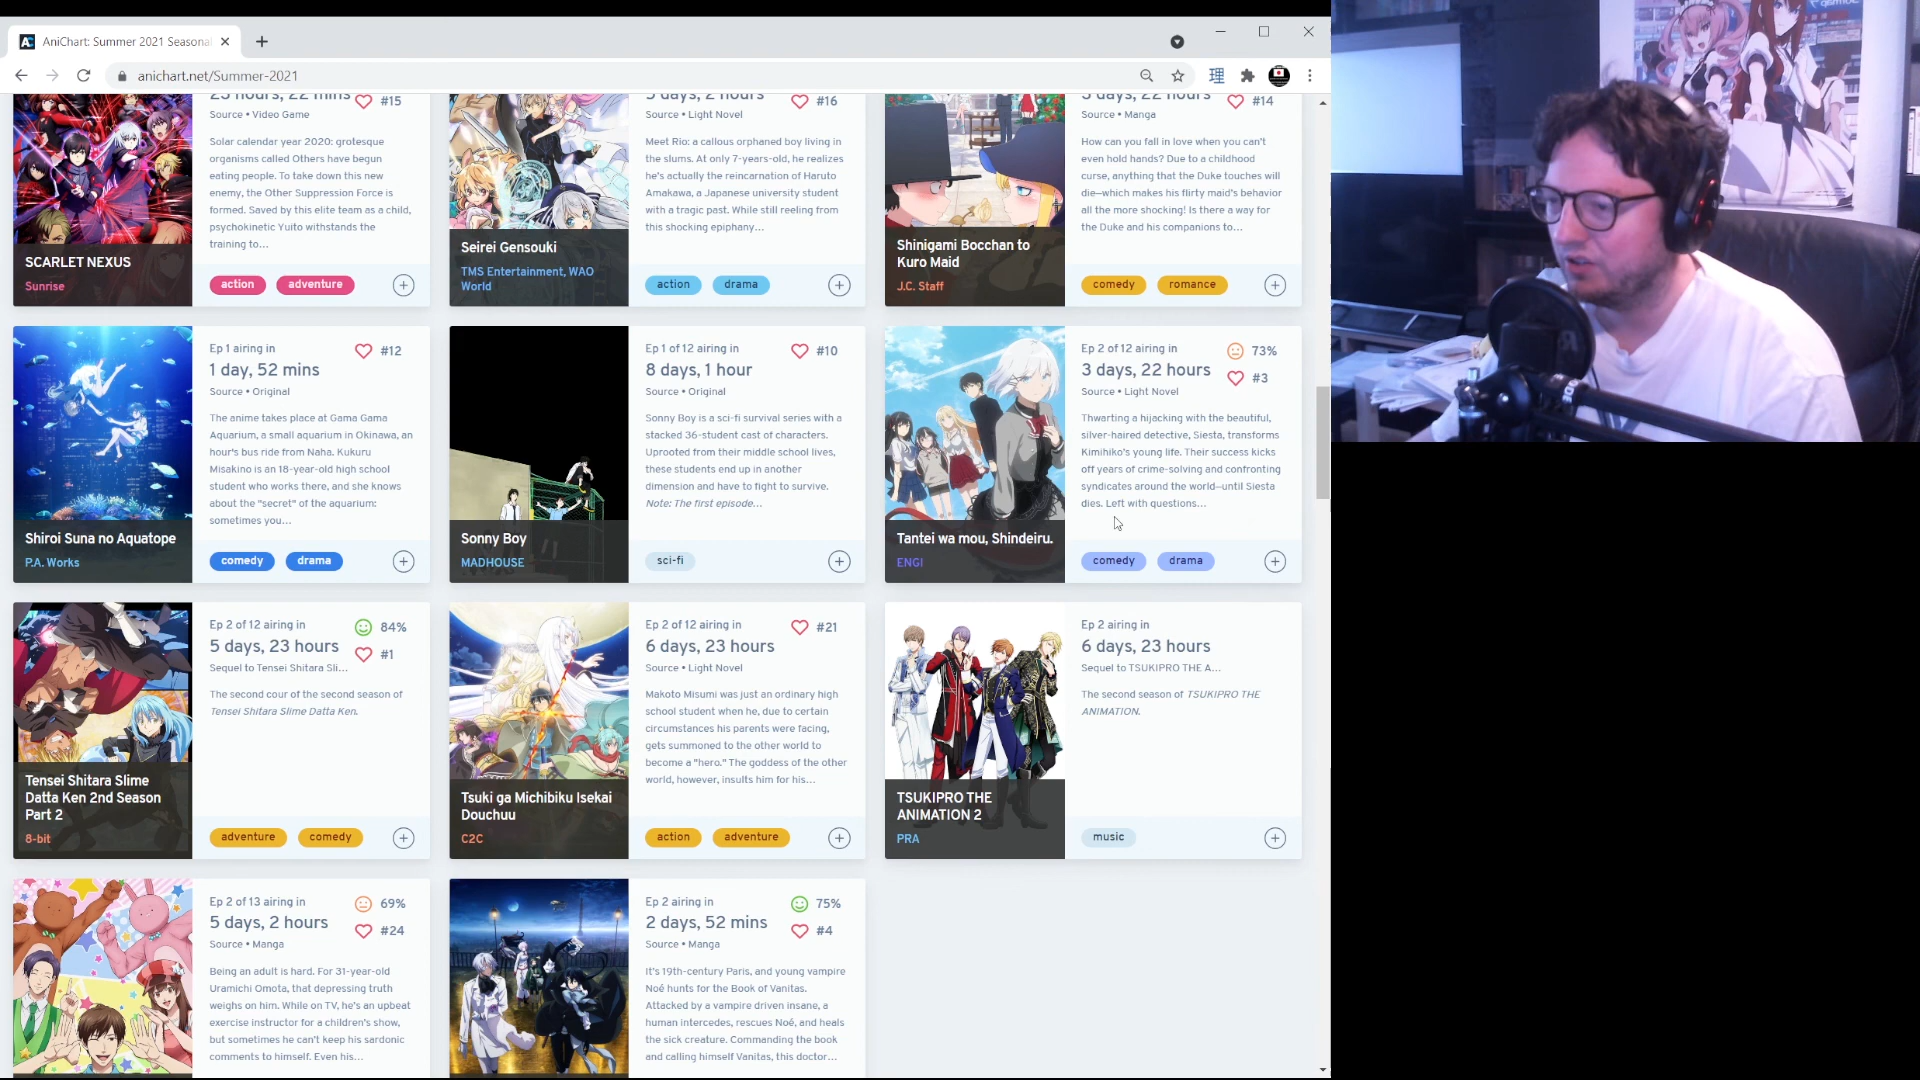 AniChart: Summer 2021 Seasonal
anichart.net/Summer-2021
23 hours, 22 mins
#15
Source • Video Game
Solar calendar year 2020: grotesque
organisms called Others have begun
eating people. To take down this new
enemy, the Other Suppression Force is
formed. Saved by this elite team as a child,
psychokinetic Yuito withstands the
training to...
SCARLET NEXUS
Sunrise
action
adventure
5 days, 2 hours
#16
Source • Light Novel
Meet Rio: a callous orphaned boy living in
the slums. At only 7-years-old, he realizes
he's actually the reincarnation of Haruto
Amakawa, a Japanese university student
with a tragic past. While still reeling from
this shocking epiphany...
Seirei Gensouki
TMS Entertainment, WAO
World
action
drama
3 days, 22 hours
#14
Source • Manga
How can you fall in love when you can't
even hold hands? Due to a childhood
curse, anything that the Duke touches will
die—which makes his flirty maid's behavior
all the more shocking! Is there a way for
the Duke and his companions to...
Shinigami Bocchan to
Kuro Maid
J.C. Staff
comedy
romance
Ep 1 airing in
1 day, 52 mins
#12
Source • Original
The anime takes place at Gama Gama
Aquarium, a small aquarium in Okinawa, an
hour's bus ride from Naha. Kukuru
Misakino is an 18-year-old high school
student who works there, and she knows
about the "secret" of the aquarium:
sometimes you...
Shiroi Suna no Aquatope
P.A. Works
comedy
drama
Ep 1 of 12 airing in
8 days, 1 hour
#10
Source • Original
Sonny Boy is a sci-fi survival series with a
stacked 36-student cast of characters.
Uprooted from their middle school lives,
these students end up in another
dimension and have to fight to survive.
Note: The first episode...
Sonny Boy
MADHOUSE
sci-fi
Ep 2 of 12 airing in
3 days, 22 hours
73%
#3
Source • Light Novel
Thwarting a hijacking with the beautiful,
silver-haired detective, Siesta, transforms
Kimihiko's young life. Their success kicks
off years of crime-solving and confronting
syndicates around the world—until Siesta
dies. Left with questions...
Tantei wa mou, Shindeiru.
ENGI
comedy
drama
Ep 2 of 12 airing in
5 days, 23 hours
84%
#1
Sequel to Tensei Shitara Sli...
The second cour of the second season of
Tensei Shitara Slime Datta Ken.
Tensei Shitara Slime
Datta Ken 2nd Season
Part 2
8-bit
adventure
comedy
Ep 2 of 12 airing in
6 days, 23 hours
#21
Source • Light Novel
Makoto Misumi was just an ordinary high
school student when he, due to certain
circumstances his parents were facing,
gets summoned to the other world to
become a "hero." The goddess of the other
world, however, insults him for his...
Tsuki ga Michibiku Isekai
Douchuu
C2C
action
adventure
Ep 2 airing in
6 days, 23 hours
Sequel to TSUKIPRO THE A...
The second season of TSUKIPRO THE
ANIMATION.
TSUKIPRO THE
ANIMATION 2
PRA
music
Ep 2 of 13 airing in
5 days, 2 hours
69%
#24
Source • Manga
Being an adult is hard. For 31-year-old
Uramichi Omota, that depressing truth
weighs on him. While on TV, he's an upbeat
exercise instructor for a children's show,
but sometimes he can't keep his sardonic
comments to himself. Even his...
Ep 2 airing in
2 days, 52 mins
75%
#4
Source • Manga
It's 19th-century Paris, and young vampire
Noé hunts for the Book of Vanitas.
Attacked by a vampire driven insane, a
human intercedes, rescues Noé, and heals
the sick creature. Commanding the book
and calling himself Vanitas, this doctor...